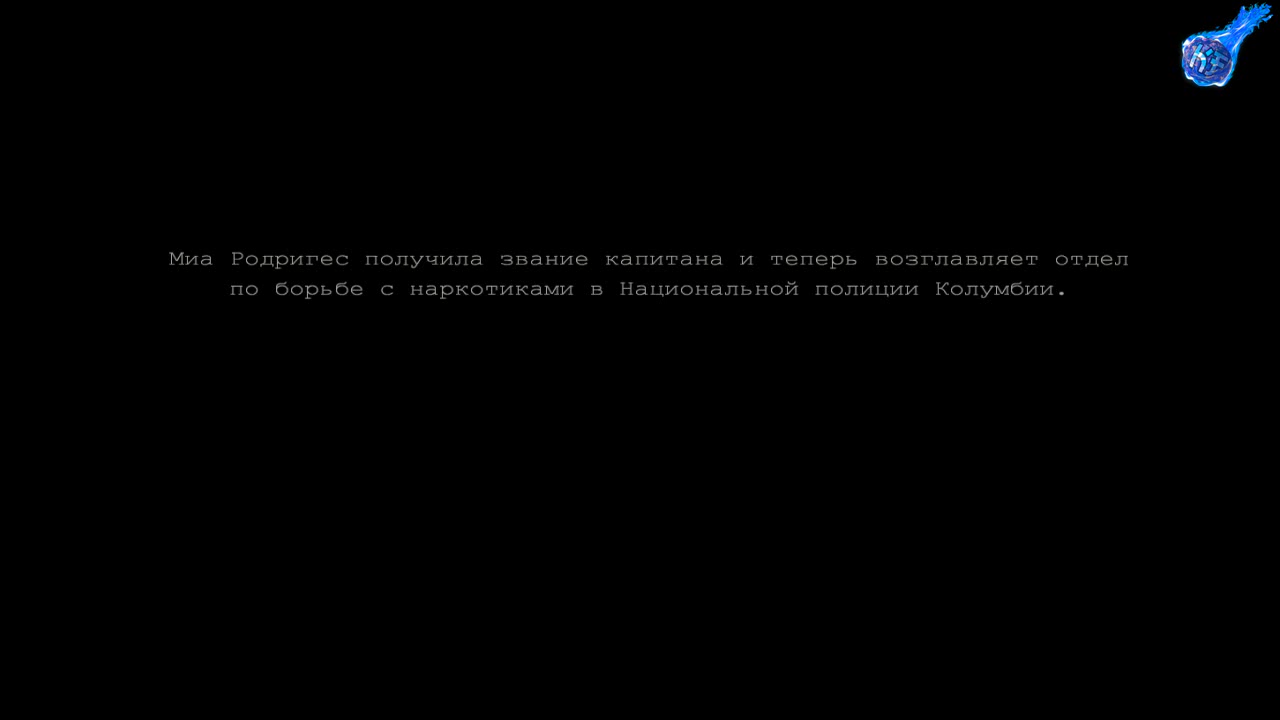 Миа Родригес получила звание капитана и теперь возглавляет отдел
по борьбе с наркотиками в Национальной полиции Колумбии.